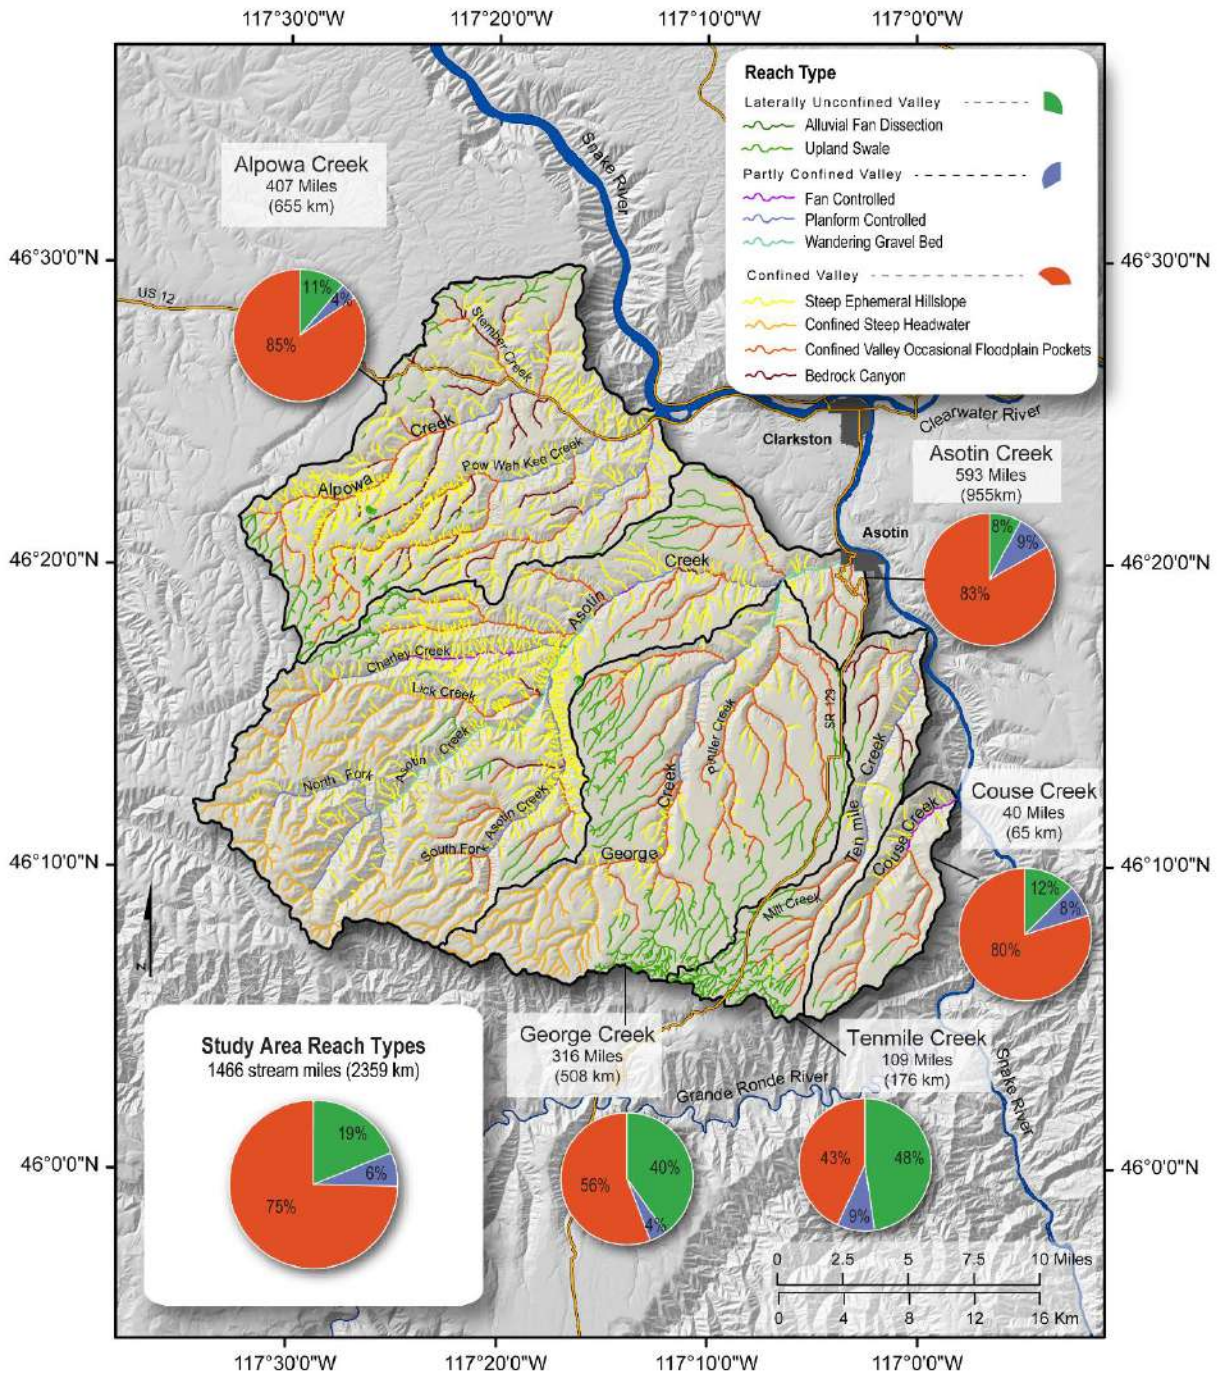 117°30'0"W
117°20'0"W
117°10'0"W
117°0'0"W
Reach Type
Laterally Unconfined Valley
Alluvial Fan Dissection
Upland Swale
Partly Confined Valley
Fan Controlled
Planform Controlled
Wandering Gravel Bed
Confined Valley
Steep Ephemeral Hillslope
Confined Steep Headwater
Confined Valley Occasional Floodplain Pockets
Bedrock Canyon
Snake River
Alpowa Creek
407 Miles
(655 km)
46°30'0"N
46°30'0"N
US 12
11%
4%
85%
Stember Creek
Clearwater River
Clarkston
Creek
Alpowa
Pow Wah Kee Creek
Asotin Creek
593 Miles
(955km)
8%
9%
83%
Asotin
46°20'0"N
46°20'0"N
Creek
Asotin
Charley Creek
Lick Creek
North Fork
Asotin Creek
South Fork
Asotin Creek
Pintler Creek
SR 129
Creek
George
Creek
Ten mile
Couse Creek
Mill Creek
Couse Creek
40 Miles
(65 km)
12%
8%
80%
46°10'0"N
46°10'0"N
N
Study Area Reach Types
1466 stream miles (2359 km)
19%
6%
75%
George Creek
316 Miles
(508 km)
40%
4%
56%
Tenmile Creek
109 Miles
(176 km)
48%
9%
43%
Grande Ronde River
Snake River
46°0'0"N
46°0'0"N
0 2.5 5 7.5 10 Miles
0 4 8 12 16 Km
117°30'0"W
117°20'0"W
117°10'0"W
117°0'0"W